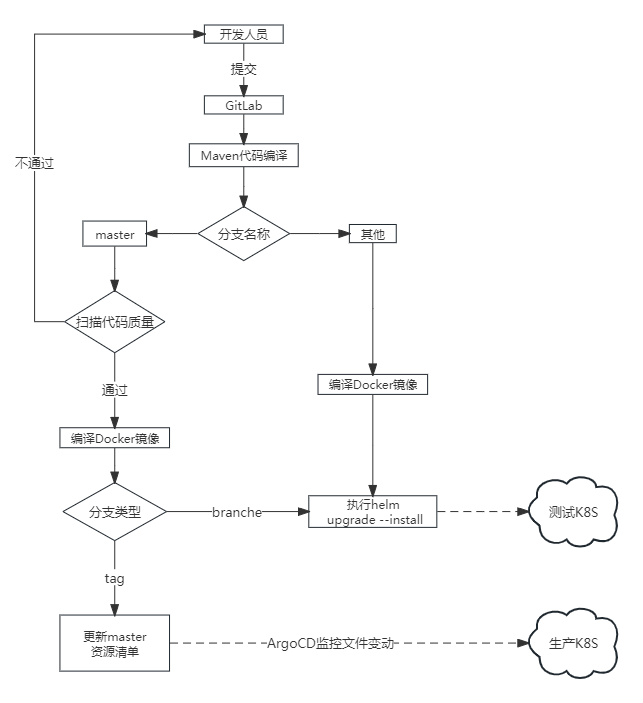 开发人员
提交
GitLab
Maven代码编译
不通过
分支名称
master
其他
扫描代码质量
通过
编译Docker镜像
编译Docker镜像
分支类型
branche
执行helm
upgrade --install
测试K8S
tag
更新master
资源清单
ArgoCD监控文件变动
生产K8S